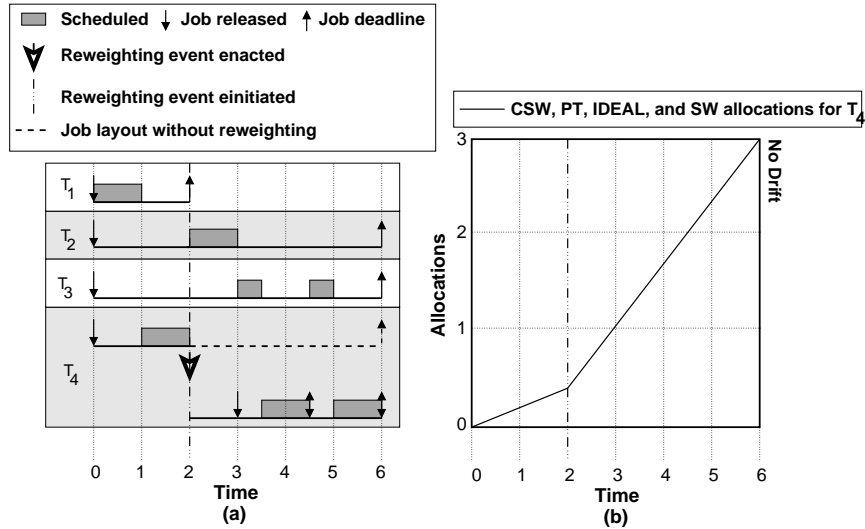 Scheduled Job released Job deadline
Reweighting event enacted
Reweighting event einitiated
Job layout without reweighting
T1
T2
T3
T4
0 1 2 3 4 5 6
Time
(a)
CSW, PT, IDEAL, and SW allocations for T4
3
2
1
0
Allocations
No Drift
0 1 2 3 4 5 6
Time
(b)